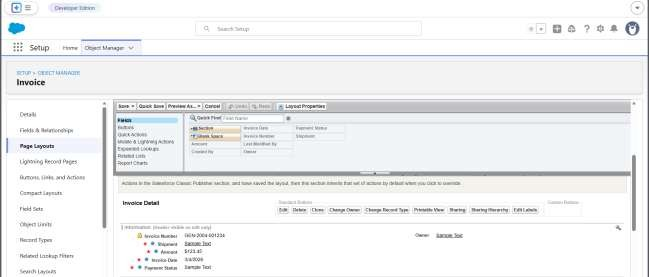 Developer Edition
Search Setup
Setup
Home
Object Manager
SETUP > OBJECT MANAGER
Invoice
Details
Fields & Relationships
Page Layouts
Lightning Record Pages
Buttons, Links, and Actions
Compact Layouts
Field Sets
Object Limits
Record Types
Related Lookup Filters
Search Layouts
Save Quick Save Preview As... Cancel Undo Redo Layout Properties
Fields
Buttons
Quick Actions
Mobile & Lightning Actions
Expanded Lookups
Related Lists
Report Charts
Quick Find Field Name
Section Invoice Date Payment Status
Blank Space Invoice Number Shipment
Amount Last Modified By
Created By Owner
Actions in the Salesforce Classic Publisher section, and have saved the layout, then this section inherits that set of actions by default when you click to override.
Invoice Detail
Standard Buttons
Edit Delete Clone Change Owner Change Record Type Printable View Sharing Sharing Hierarchy Edit Labels
Custom Buttons
Information (Header visible on edit only)
Invoice Number GEN-2004-001234
Owner Sample Text
Shipment Sample Text
Amount $123.45
Invoice Date
Payment Status Sample Text